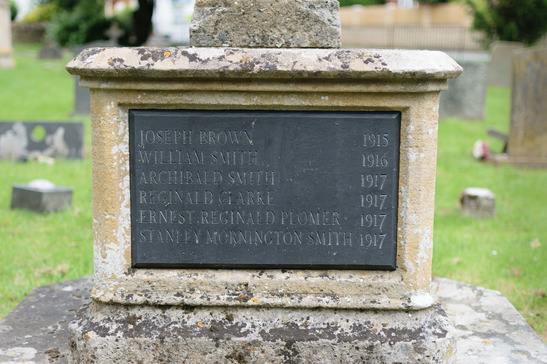 JOSEPH BROWN 1915
WILLIAM SMITH 1916
ARCHIBALD SMITH 1917
REGINALD CLARKE 1917
ERNEST REGINALD PLOMER 1917
STANLEY MORNINGTON SMITH 1917